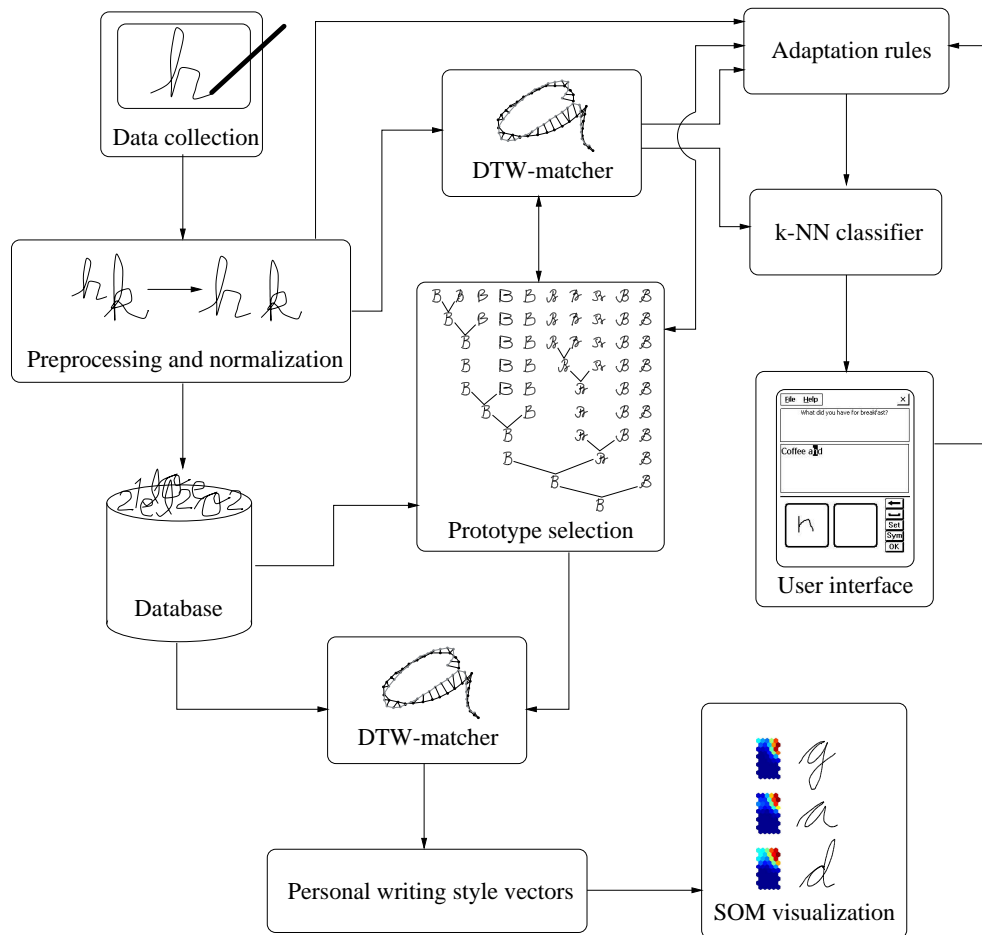 Data collection
Adaptation rules
DTW-matcher
k-NN classifier
h k h k
Preprocessing and normalization
B B B B B B B B B B
B B B B B B B B B
B B B B B B B B
B B B B B B B
B B B B B B
B B B B B
B B B B
B B B
B B
B
Prototype selection
File Help X
What did you have for breakfast?
Coffee and
n
Set
Sym
OK
User interface
Database
DTW-matcher
g
a
d
Personal writing style vectors
SOM visualization